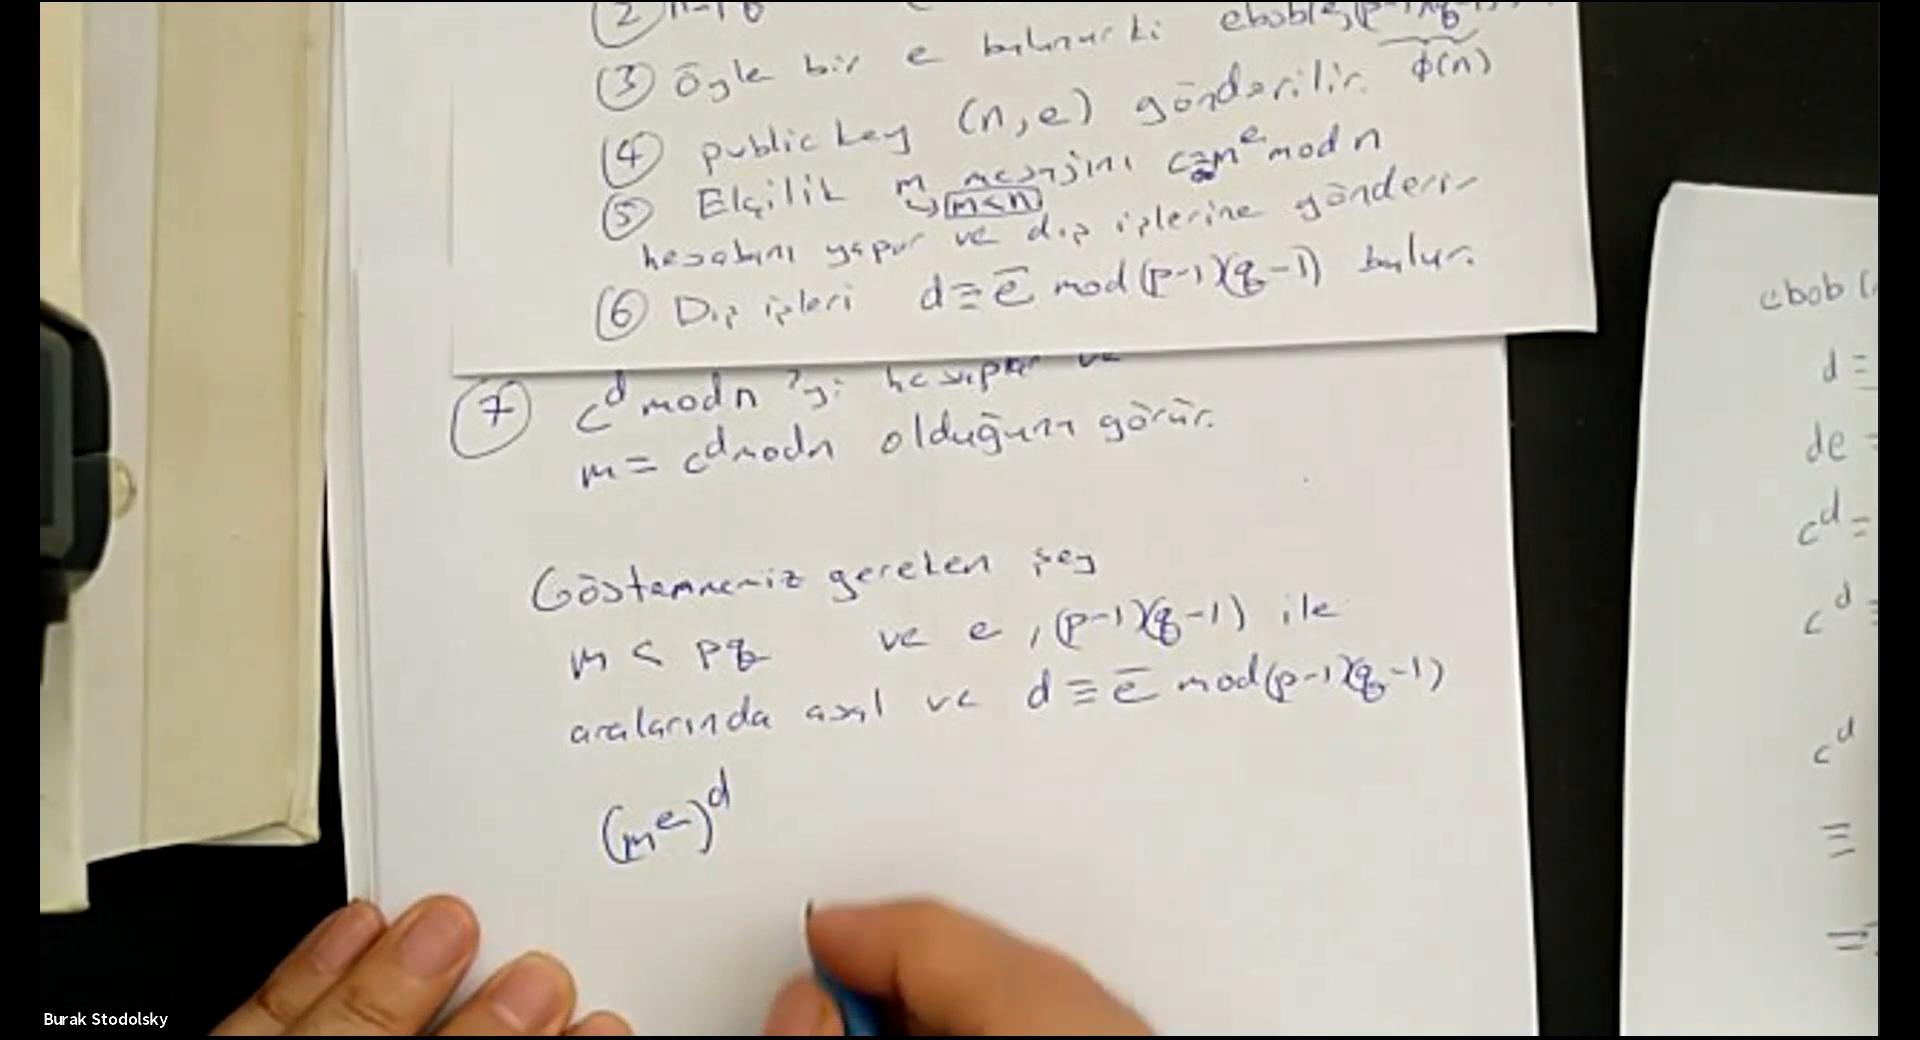 ② n=pq
③ Öyle bir e bulunur ki ebob(e,(p-1)(q-1))
ϕ(n)
④ public key (n,e) gönderilir.
⑤ Elçilik m mesajını c≡m^e mod n
↳ m<n
hesabını yapar ve dış işlerine gönderir
⑥ Dış işleri d≡e̅ mod(p-1)(q-1) bulur.
⑦ c^d mod n 'yi hesaplar ve
m = c^d mod n olduğunu görür.
Göstermemiz gereken şey
m < pq ve e, (p-1)(q-1) ile
aralarında asal ve d≡e̅ mod(p-1)(q-1)
(m^e)^d
ebob(
d =
de =
c^d =
c^d =
c^d
=
=
Burak Stodolsky